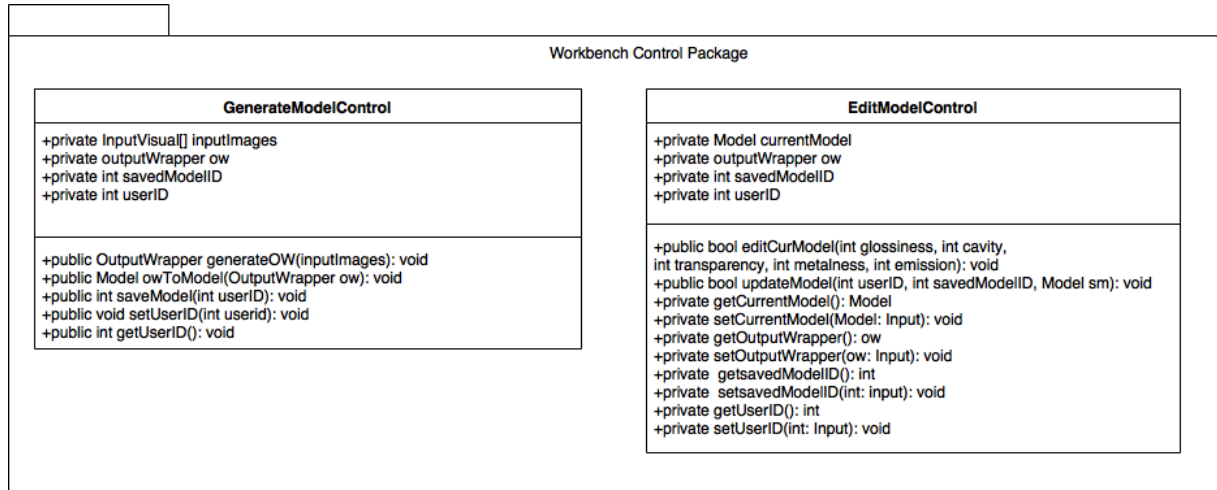 Workbench Control Package
GenerateModelControl
+private InputVisual[] inputImages
+private outputWrapper ow
+private int savedModelID
+private int userID
+public OutputWrapper generateOW(inputImages): void
+public Model owToModel(OutputWrapper ow): void
+public int saveModel(int userID): void
+public void setUserID(int userid): void
+public int getUserID(): void
EditModelControl
+private Model currentModel
+private outputWrapper ow
+private int savedModelID
+private int userID
+public bool editCurModel(int glossiness, int cavity,
int transparency, int metalness, int emission): void
+public bool updateModel(int userID, int savedModelID, Model sm): void
+private getCurrentModel(): Model
+private setCurrentModel(Model: Input): void
+private getOutputWrapper(): ow
+private setOutputWrapper(ow: Input): void
+private  getsavedModelID(): int
+private  setsavedModelID(int: input): void
+private getUserID(): int
+private setUserID(int: Input): void